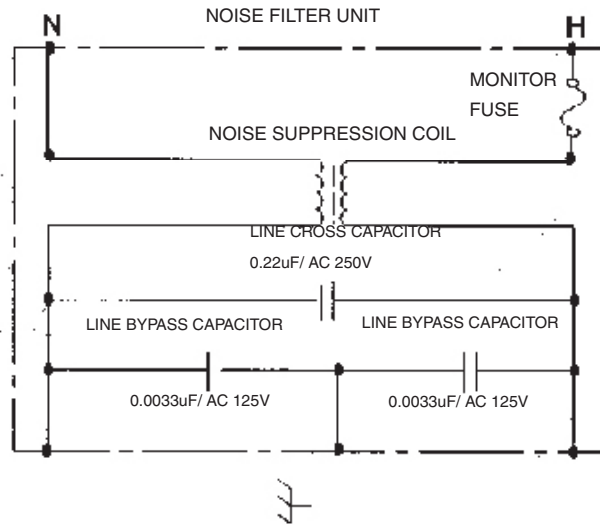 NOISE FILTER UNIT
N
H
MONITOR
FUSE
NOISE SUPPRESSION COIL
LINE CROSS CAPACITOR
0.22uF/ AC 250V
LINE BYPASS CAPACITOR
LINE BYPASS CAPACITOR
0.0033uF/ AC 125V
0.0033uF/ AC 125V